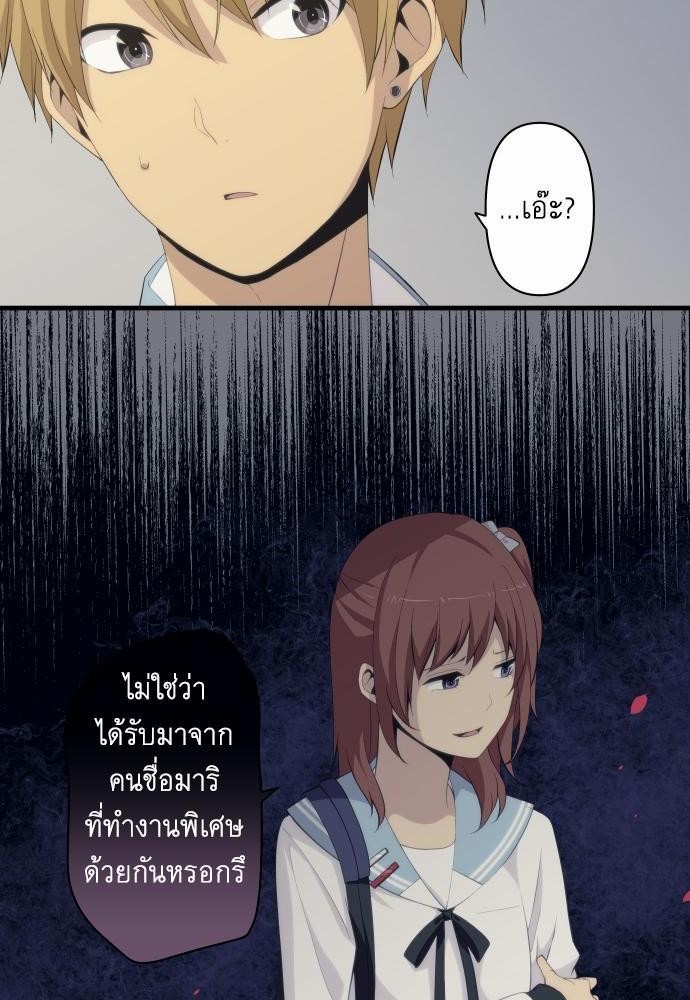 ...เอ๊ะ?
ไม่ใช่ว่า
ได้รับมาจาก
คนชื่อมาริ
ที่ทำงานพิเศษ
ด้วยกันหรอกรึ